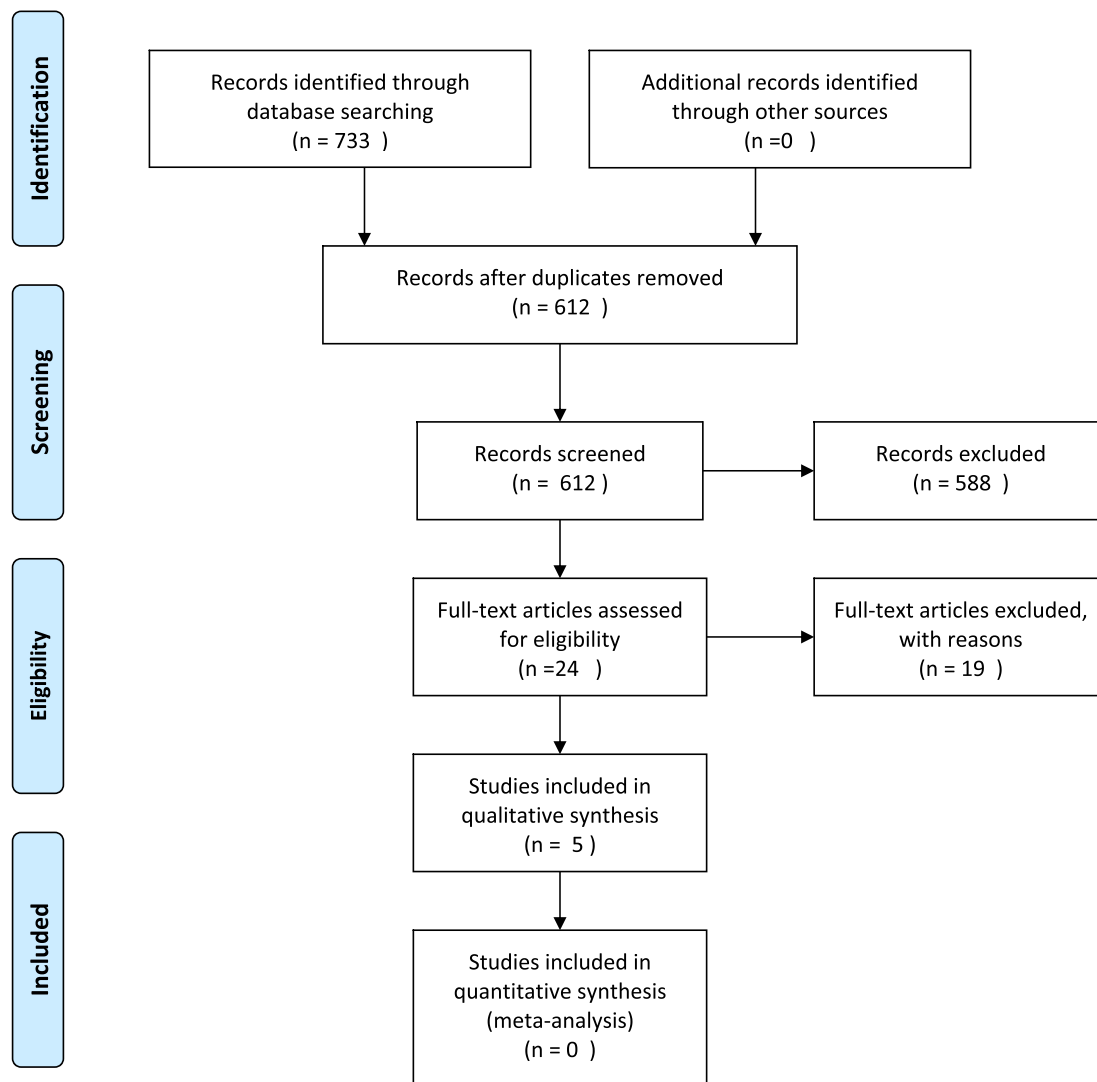 Identification
Records identified through
database searching
(n = 733 )
Additional records identified
through other sources
(n =0 )
Records after duplicates removed
(n = 612 )
Screening
Records screened
(n = 612 )
Records excluded
(n = 588 )
Eligibility
Full-text articles assessed
for eligibility
(n =24 )
Full-text articles excluded,
with reasons
(n = 19 )
Studies included in
qualitative synthesis
(n = 5 )
Included
Studies included in
quantitative synthesis
(meta-analysis)
(n = 0 )